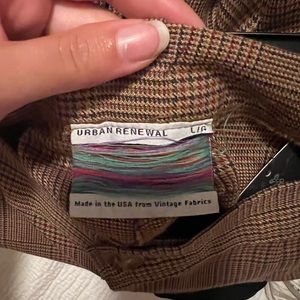 URBAN RENEWAL L/G
Made in the USA from Vintage Fabrics